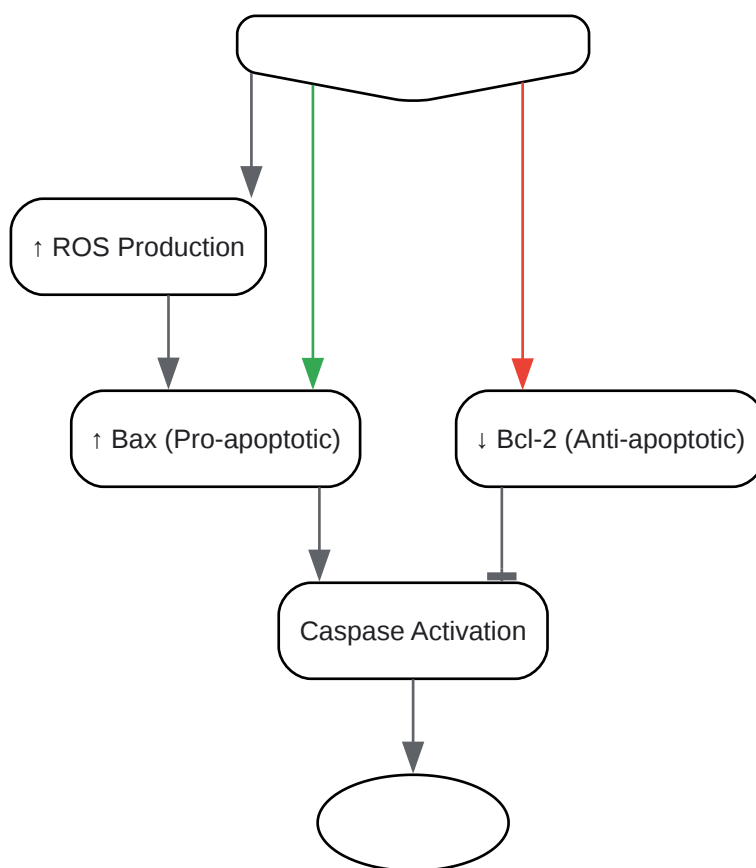 ↑ ROS Production
↑ Bax (Pro-apoptotic)
↓ Bcl-2 (Anti-apoptotic)
Caspase Activation